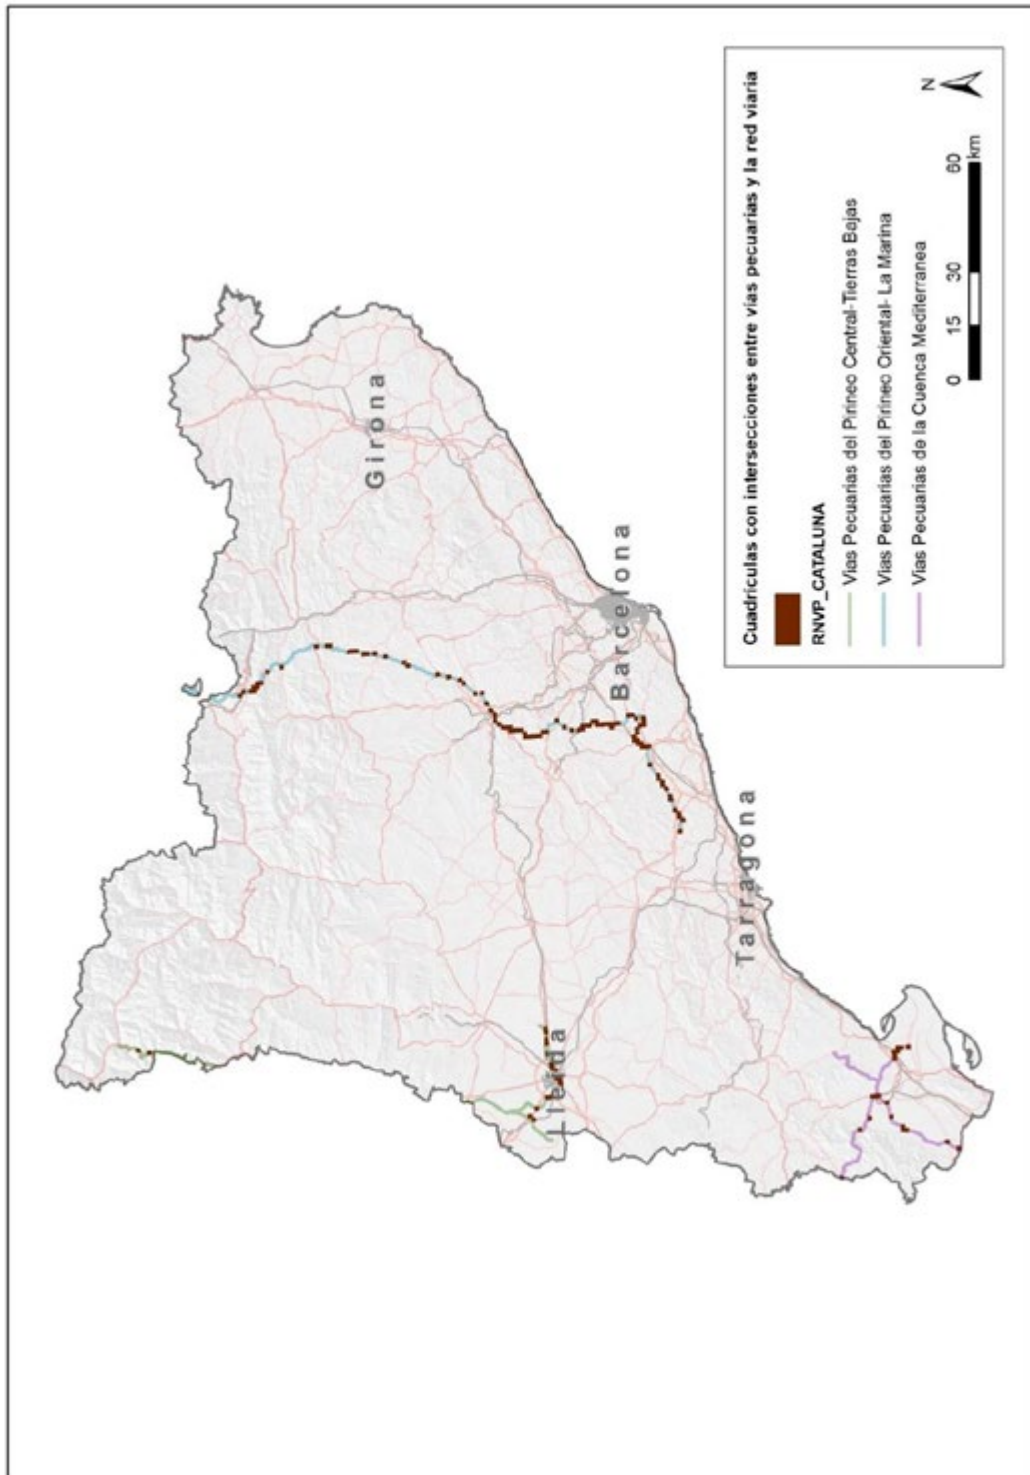 Girona
Barcelona
Tarragona
Lleida
Cuadriculas con intersecciones entre vías pecuarias y la red viaria
RNVP_CATALUNA
Vías Pecuarias del Pirineo Central-Tierras Bajas
Vías Pecuarias del Pirineo Oriental- La Marina
Vías Pecuarias de la Cuenca Mediterranea
N
0 15 30 60
km